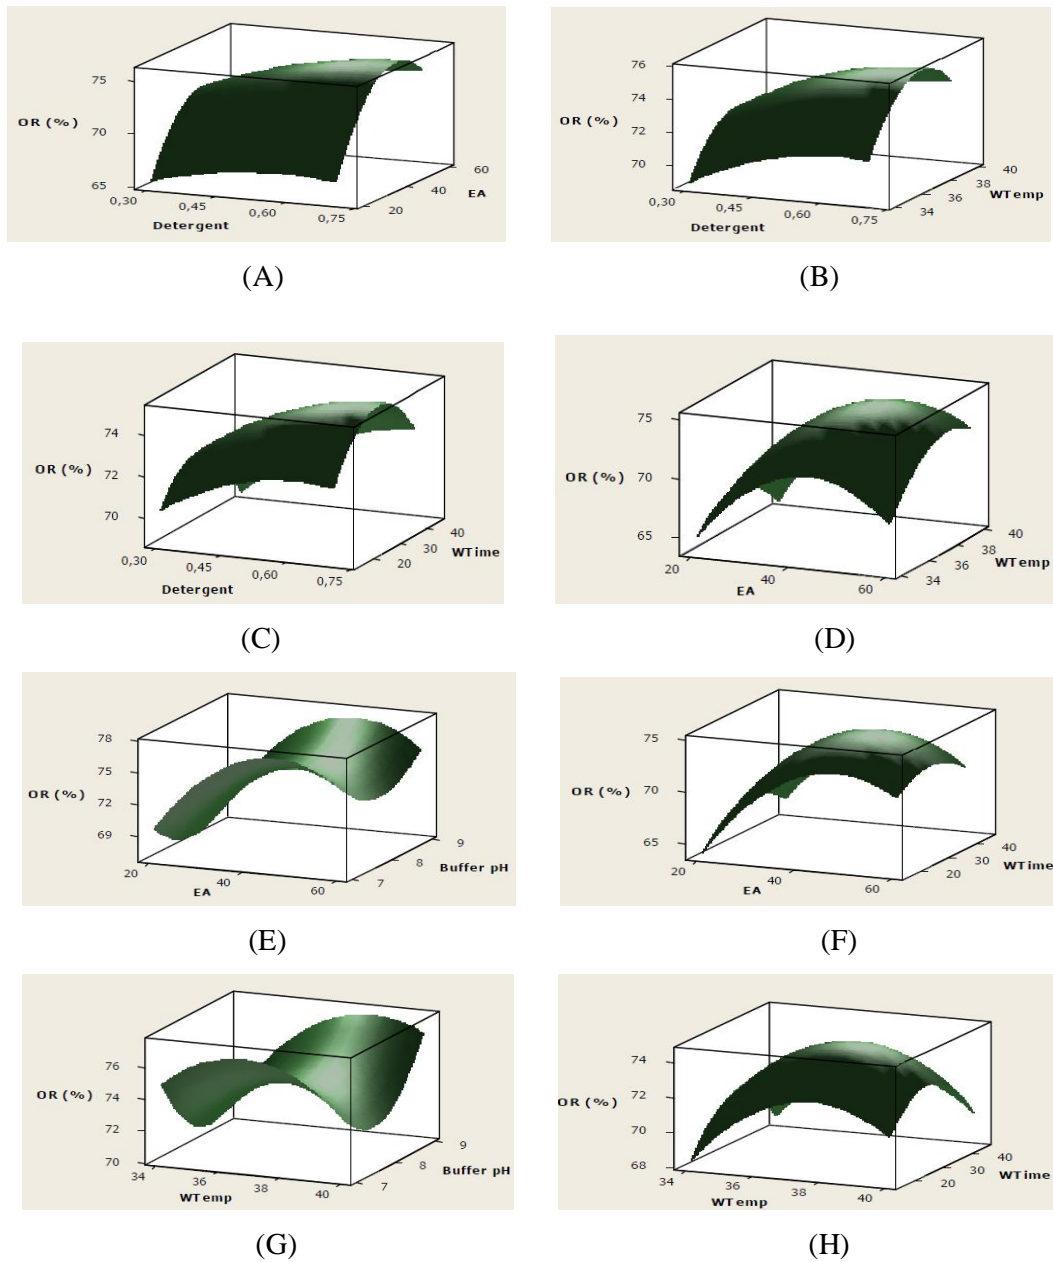 75
70
65
OR (%)
0,30
0,45
0,60
0,75
Detergent
20
40
60
EA
(A)
76
74
72
70
OR (%)
0,30
0,45
0,60
0,75
Detergent
34
36
38
40
WTemp
(B)
74
72
70
OR (%)
0,30
0,45
0,60
0,75
Detergent
20
30
40
WTime
(C)
75
70
65
OR (%)
20
40
60
EA
34
36
38
40
WTemp
(D)
78
75
72
69
OR (%)
20
40
60
EA
7
8
9
Buffer pH
(E)
75
70
65
OR (%)
20
40
60
EA
20
30
40
WTime
(F)
76
74
72
70
OR (%)
34
36
38
40
WTemp
7
8
9
Buffer pH
(G)
74
72
70
68
OR (%)
34
36
38
40
WTemp
20
30
40
WTime
(H)